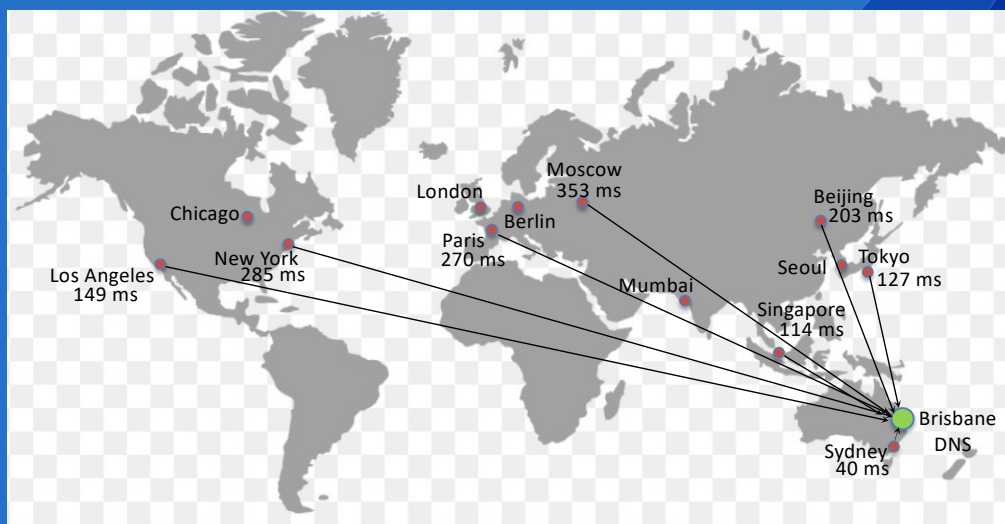 Moscow
353 ms
London
Berlin
Beijing
203 ms
Chicago
Paris
270 ms
New York
285 ms
Los Angeles
149 ms
Seoul
Tokyo
127 ms
Mumbai
Singapore
114 ms
Brisbane
DNS
Sydney
40 ms